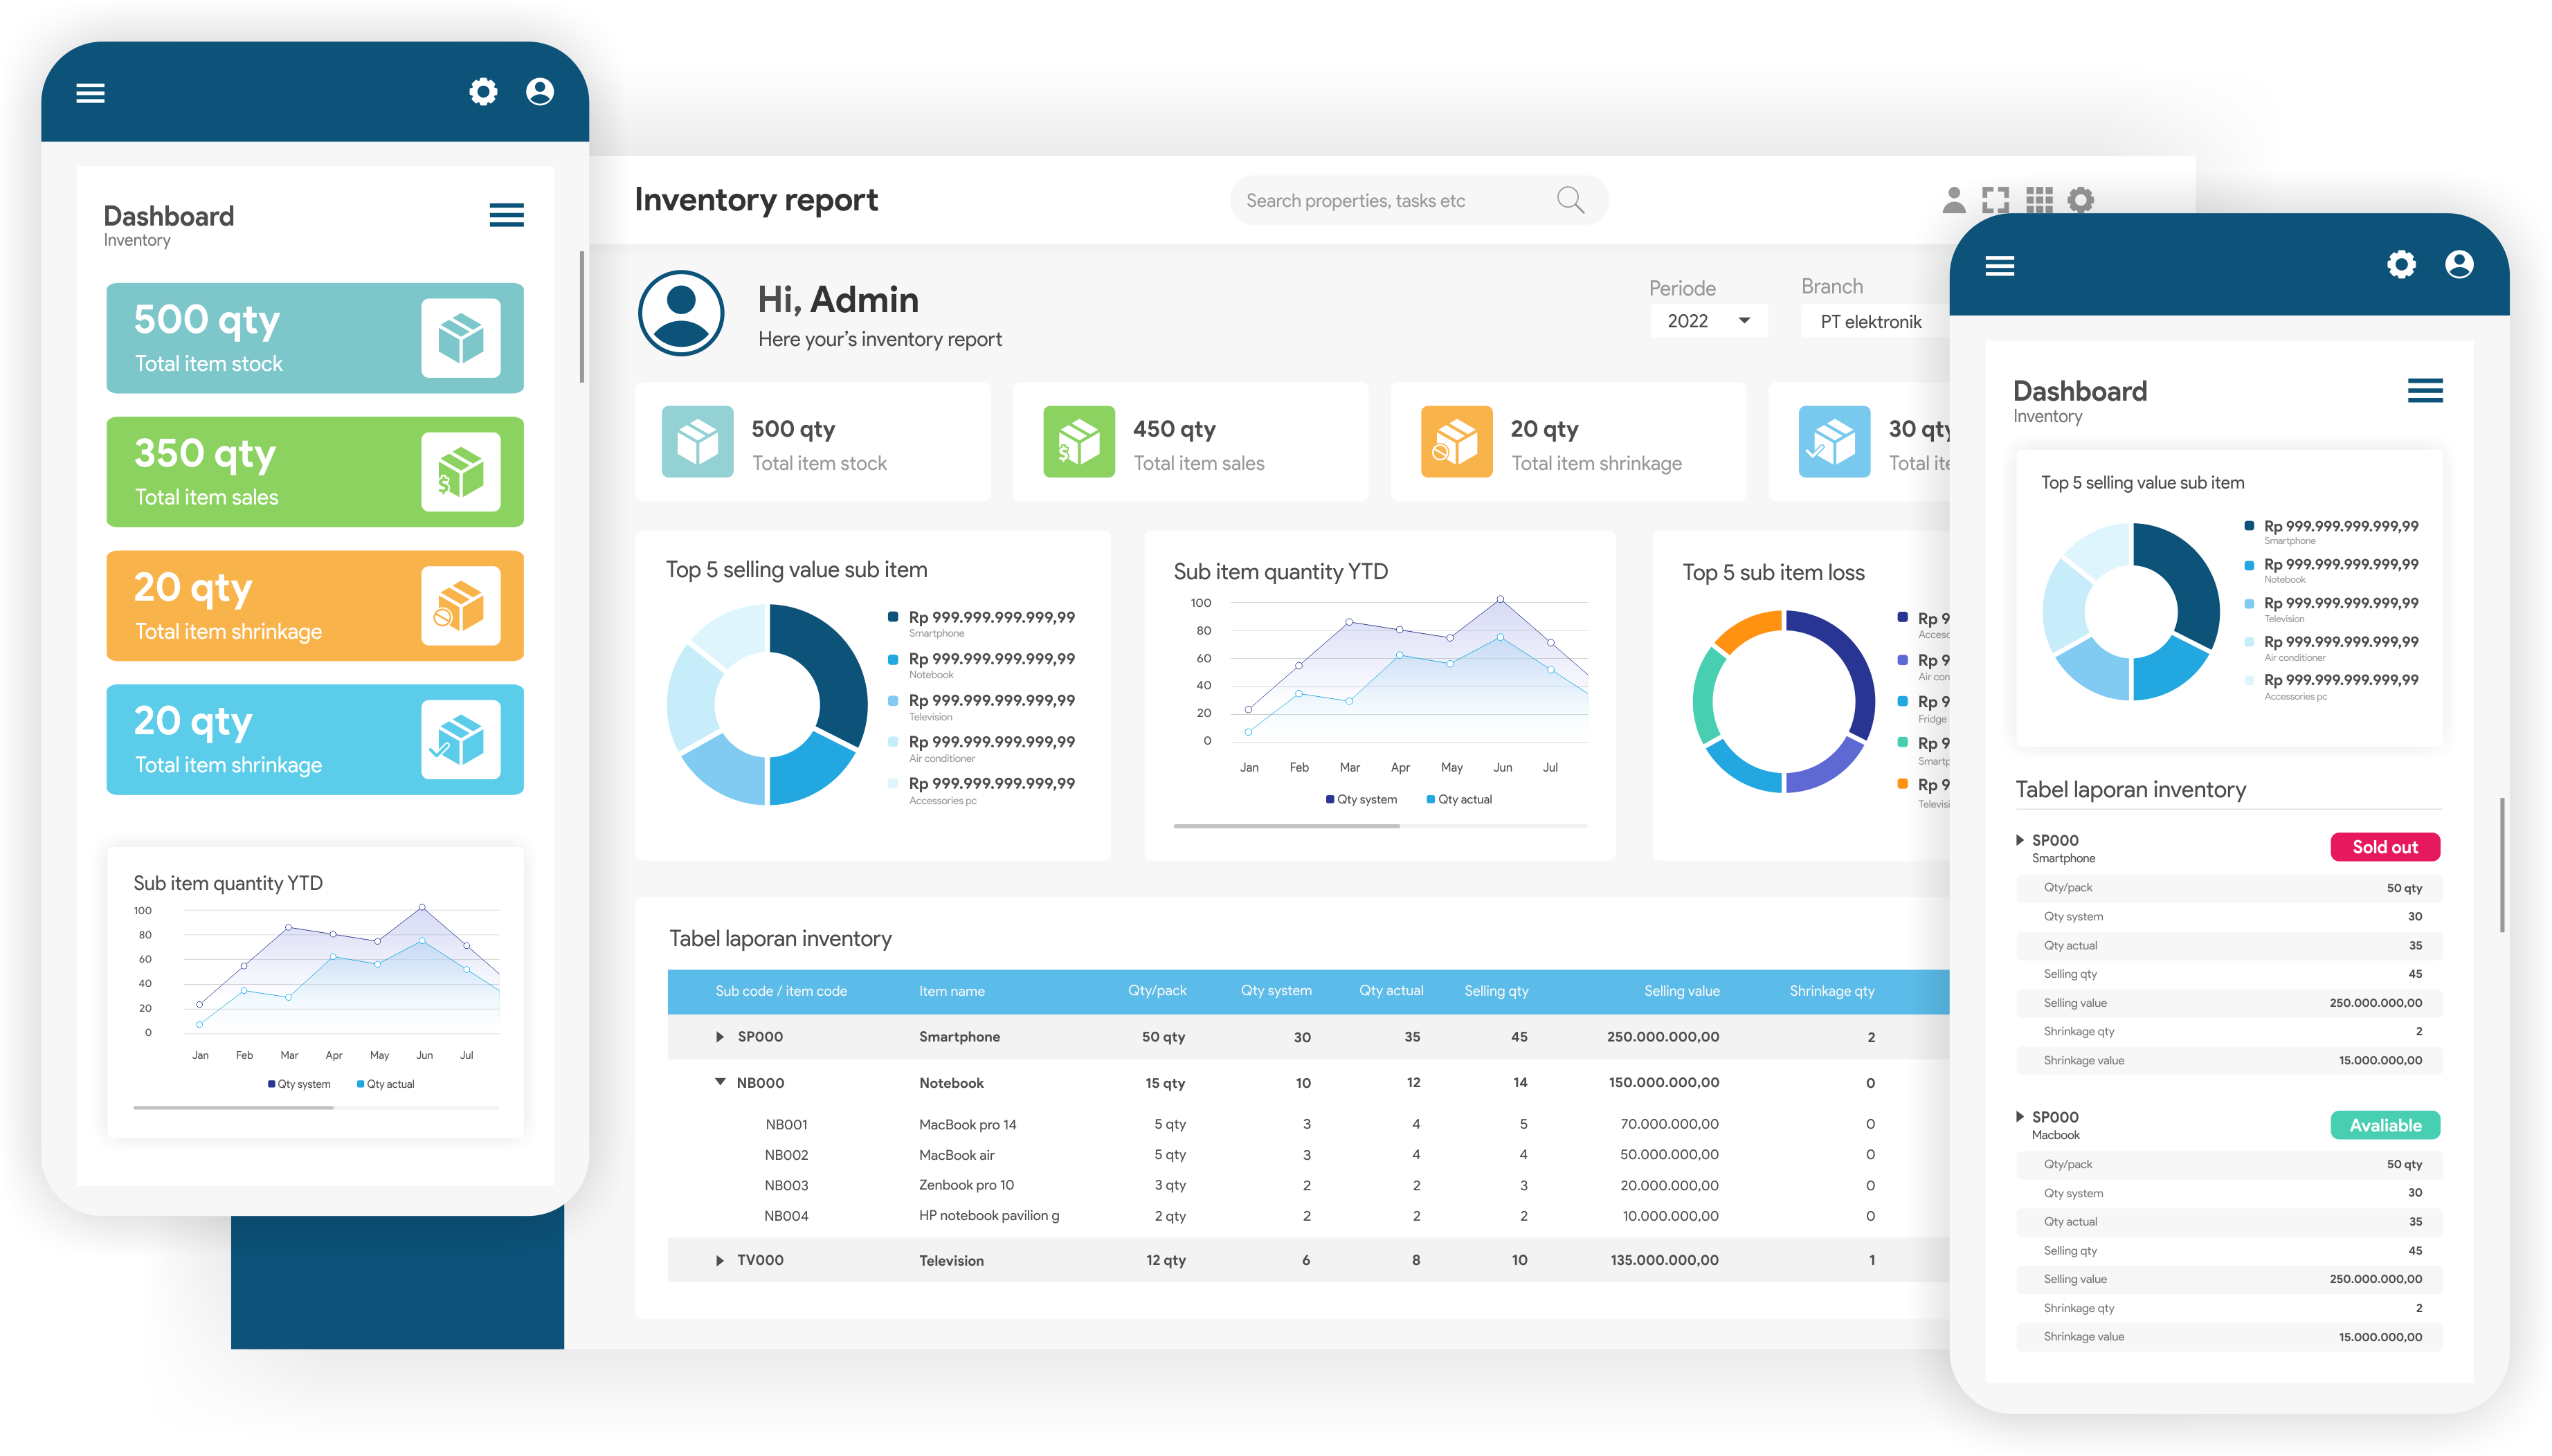 Dashboard
Inventory
500 qty
Total item stock
350 qty
Total item sales
20 qty
Total item shrinkage
20 qty
Total item shrinkage
Sub item quantity YTD
100
80
60
40
20
0
Jan Feb Mar Apr May Jun Jul
Qty system Qty actual
Inventory report
Search properties, tasks etc
Hi, Admin
Here your's inventory report
Periode
2022
Branch
PT elektronik
500 qty
Total item stock
450 qty
Total item sales
20 qty
Total item shrinkage
30 qty
Total
Top 5 selling value sub item
Rp 999.999.999.999,99
Smartphone
Rp 999.999.999.999,99
Notebook
Rp 999.999.999.999,99
Television
Rp 999.999.999.999,99
Air conditioner
Rp 999.999.999.999,99
Accessories pc
Sub item quantity YTD
100
80
60
40
20
0
Jan Feb Mar Apr May Jun Jul
Qty system Qty actual
Top 5 sub item loss
Rp 9
Rp 9
Air
Rp 9
Fridge
Rp 9
Rp 9
Tabel laporan inventory
Sub code / item code Item name Qty/pack Qty system Qty actual Selling qty Selling value Shrinkage qty
SP000 Smartphone 50 qty 30 35 45 250.000.000,00 2
NB000 Notebook 15 qty 10 12 14 150.000.000,00 0
NB001 MacBook pro 14 5 qty 3 4 5 70.000.000,00 0
NB002 MacBook air 5 qty 3 4 4 50.000.000,00 0
NB003 Zenbook pro 10 3 qty 2 2 3 20.000.000,00 0
NB004 HP notebook pavilion g 2 qty 2 2 2 10.000.000,00 0
TV000 Television 12 qty 6 8 10 135.000.000,00 1
Dashboard
Inventory
Top 5 selling value sub item
Rp 999.999.999.999,99
Smartphone
Rp 999.999.999.999,99
Notebook
Rp 999.999.999.999,99
Television
Rp 999.999.999.999,99
Air conditioner
Rp 999.999.999.999,99
Accessories pc
Tabel laporan inventory
SP000 Sold out
Smartphone
Qty/pack 50 qty
Qty system 30
Qty actual 35
Selling qty 45
Selling value 250.000.000,00
Shrinkage qty 2
Shrinkage value 15.000.000,00
SP000 Avaliable
Macbook
Qty/pack 50 qty
Qty system 30
Qty actual 35
Selling qty 45
Selling value 250.000.000,00
Shrinkage qty 2
Shrinkage value 15.000.000,00